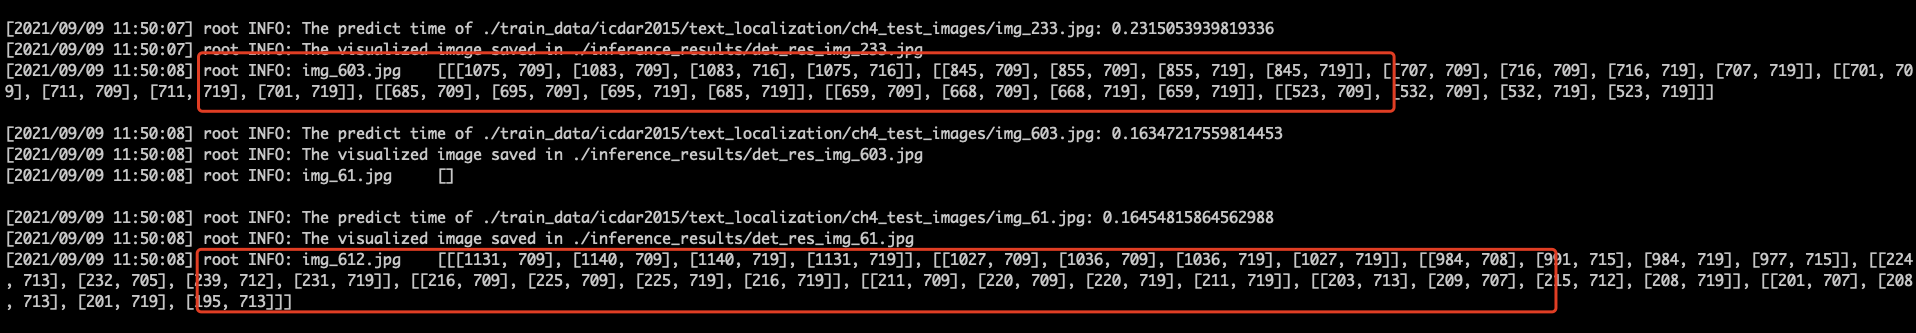 [2021/09/09 11:50:07] root INFO: The predict time of ./train_data/icdar2015/text_localization/ch4_test_images/img_233.jpg: 0.2315053939819336
[2021/09/09 11:50:07] root INFO: The visualized image saved in ./inference_results/det_res_img_233.jpg
[2021/09/09 11:50:08] root INFO: img_603.jpg    [[[1075, 709], [1083, 709], [1083, 716], [1075, 716]], [[845, 709], [855, 709], [855, 719], [845, 719]], [[707, 709], [716, 709], [716, 719], [707, 719]], [[701, 70
9], [711, 709], [711, 719], [701, 719]], [[685, 709], [695, 709], [695, 719], [685, 719]], [[659, 709], [668, 709], [668, 719], [659, 719]], [[523, 709], [532, 709], [532, 719], [523, 719]]]
[2021/09/09 11:50:08] root INFO: The predict time of ./train_data/icdar2015/text_localization/ch4_test_images/img_603.jpg: 0.16347217559814453
[2021/09/09 11:50:08] root INFO: The visualized image saved in ./inference_results/det_res_img_603.jpg
[2021/09/09 11:50:08] root INFO: img_61.jpg     []
[2021/09/09 11:50:08] root INFO: The predict time of ./train_data/icdar2015/text_localization/ch4_test_images/img_61.jpg: 0.16454815864562988
[2021/09/09 11:50:08] root INFO: The visualized image saved in ./inference_results/det_res_img_61.jpg
[2021/09/09 11:50:08] root INFO: img_612.jpg    [[[1131, 709], [1140, 709], [1140, 719], [1131, 719]], [[1027, 709], [1036, 709], [1036, 719], [1027, 719]], [[984, 708], [991, 715], [984, 719], [977, 715]], [[224
, 713], [232, 705], [239, 712], [231, 719]], [[216, 709], [225, 709], [225, 719], [216, 719]], [[211, 709], [220, 709], [220, 719], [211, 719]], [[203, 713], [209, 707], [215, 712], [208, 719]], [[201, 707], [208
, 713], [201, 719], [195, 713]]]